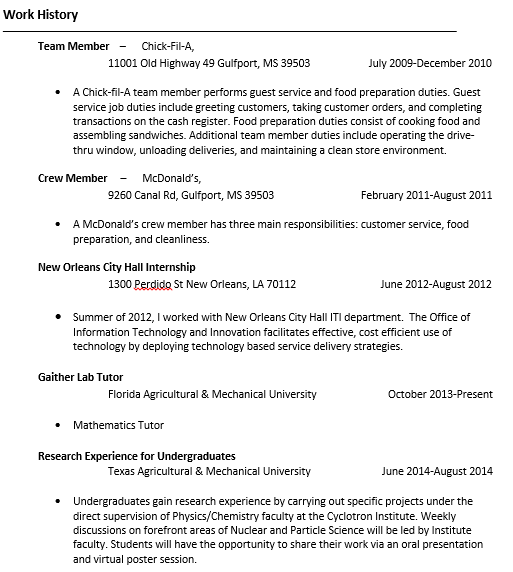 Work History
Team Member – Chick-Fil-A,
11001 Old Highway 49 Gulfport, MS 39503 July 2009-December 2010
• A Chick-fil-A team member performs guest service and food preparation duties. Guest
service job duties include greeting customers, taking customer orders, and completing
transactions on the cash register. Food preparation duties consist of cooking food and
assembling sandwiches. Additional team member duties include operating the drive-
thru window, unloading deliveries, and maintaining a clean store environment.
Crew Member – McDonald's,
9260 Canal Rd, Gulfport, MS 39503 February 2011-August 2011
• A McDonald's crew member has three main responsibilities: customer service, food
preparation, and cleanliness.
New Orleans City Hall Internship
1300 Perdido St New Orleans, LA 70112 June 2012-August 2012
• Summer of 2012, I worked with New Orleans City Hall ITI department. The Office of
Information Technology and Innovation facilitates effective, cost efficient use of
technology by deploying technology based service delivery strategies.
Gaither Lab Tutor
Florida Agricultural & Mechanical University October 2013-Present
• Mathematics Tutor
Research Experience for Undergraduates
Texas Agricultural & Mechanical University June 2014-August 2014
• Undergraduates gain research experience by carrying out specific projects under the
direct supervision of Physics/Chemistry faculty at the Cyclotron Institute. Weekly
discussions on forefront areas of Nuclear and Particle Science will be led by Institute
faculty. Students will have the opportunity to share their work via an oral presentation
and virtual poster session.